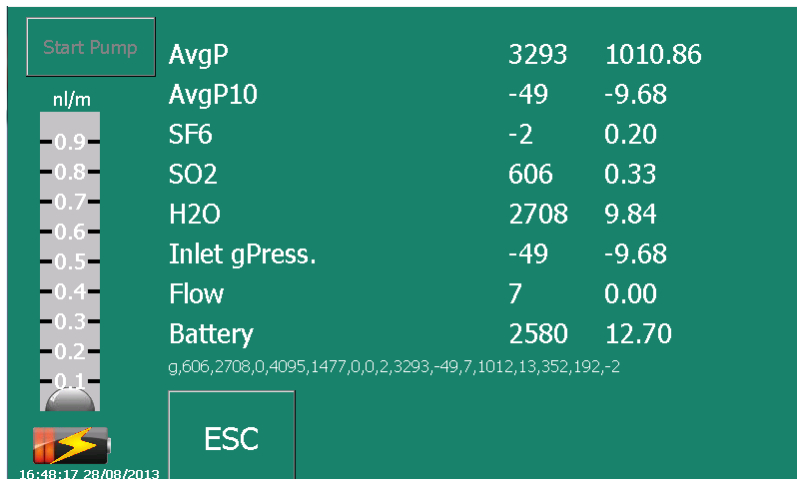 Start Pump
AvgP 3293 1010.86
nl/m
AvgP10 -49 -9.68
0.9
SF6 -2 0.20
0.8
SO2 606 0.33
0.7
H2O 2708 9.84
0.6
0.5
Inlet gPress. -49 -9.68
0.4
Flow 7 0.00
0.3
Battery 2580 12.70
0.2
g,606,2708,0,4095,1477,0,0,2,3293,-49,7,1012,13,352,192,-2
0.1
ESC
16:48:17 28/08/2013